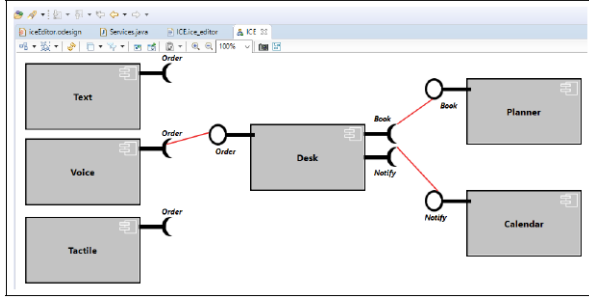 iceEditor.odesign Services.java ICE.ice_editor ICE
100%
Order
Text
Order
Voice
Order
Tactile
Order
Desk
Book
Notify
Book
Planner
Notify
Calendar